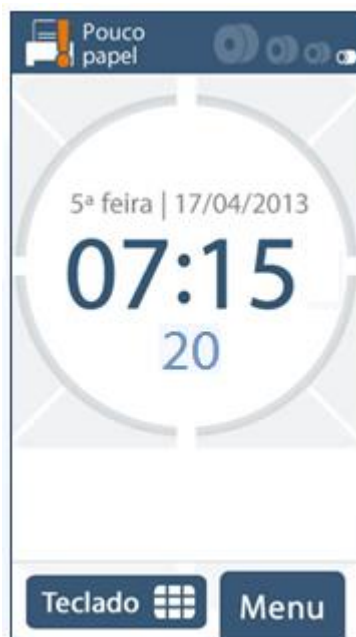 Pouco
papel
5ª feira | 17/04/2013
07:15
20
Teclado
Menu